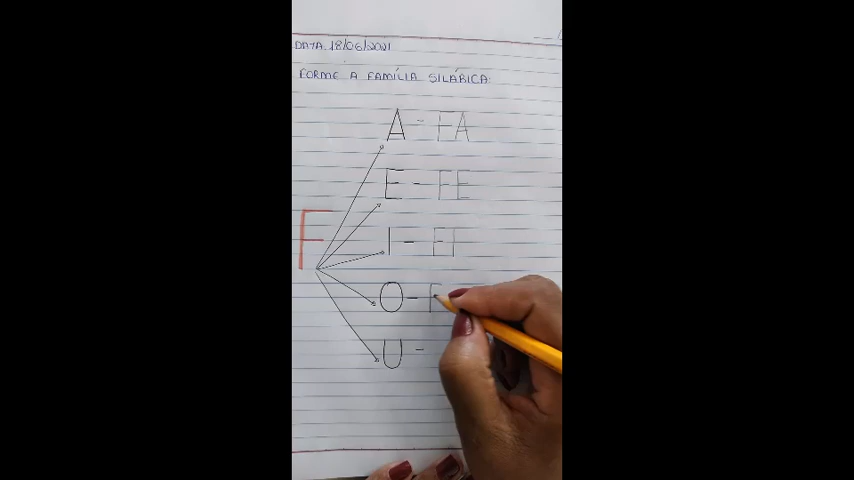 DATA. 18/06/2021
FORME A FAMÍLIA SILÁBICA:
A - FA
E - FE
F I - FI
O - F
U -